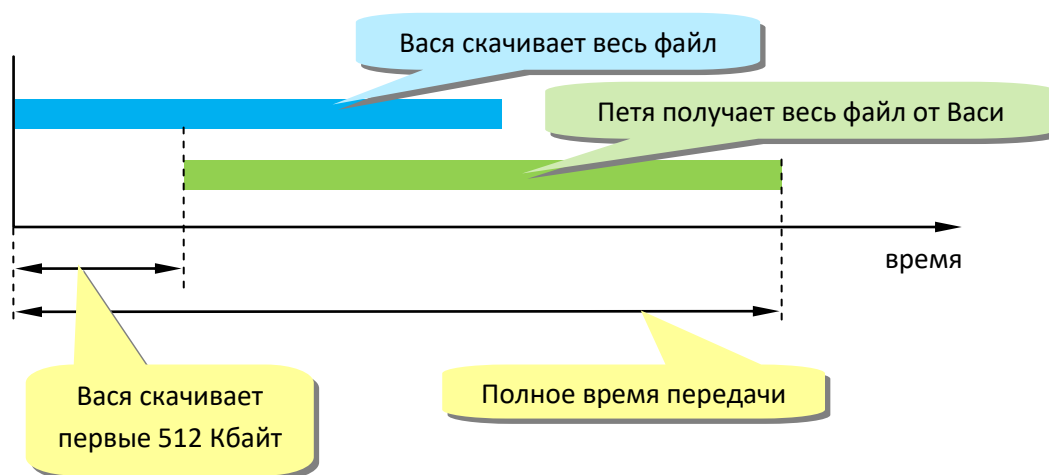 Вася скачивает весь файл
Петя получает весь файл от Васи
время
Вася скачивает
первые 512 Кбайт
Полное время передачи